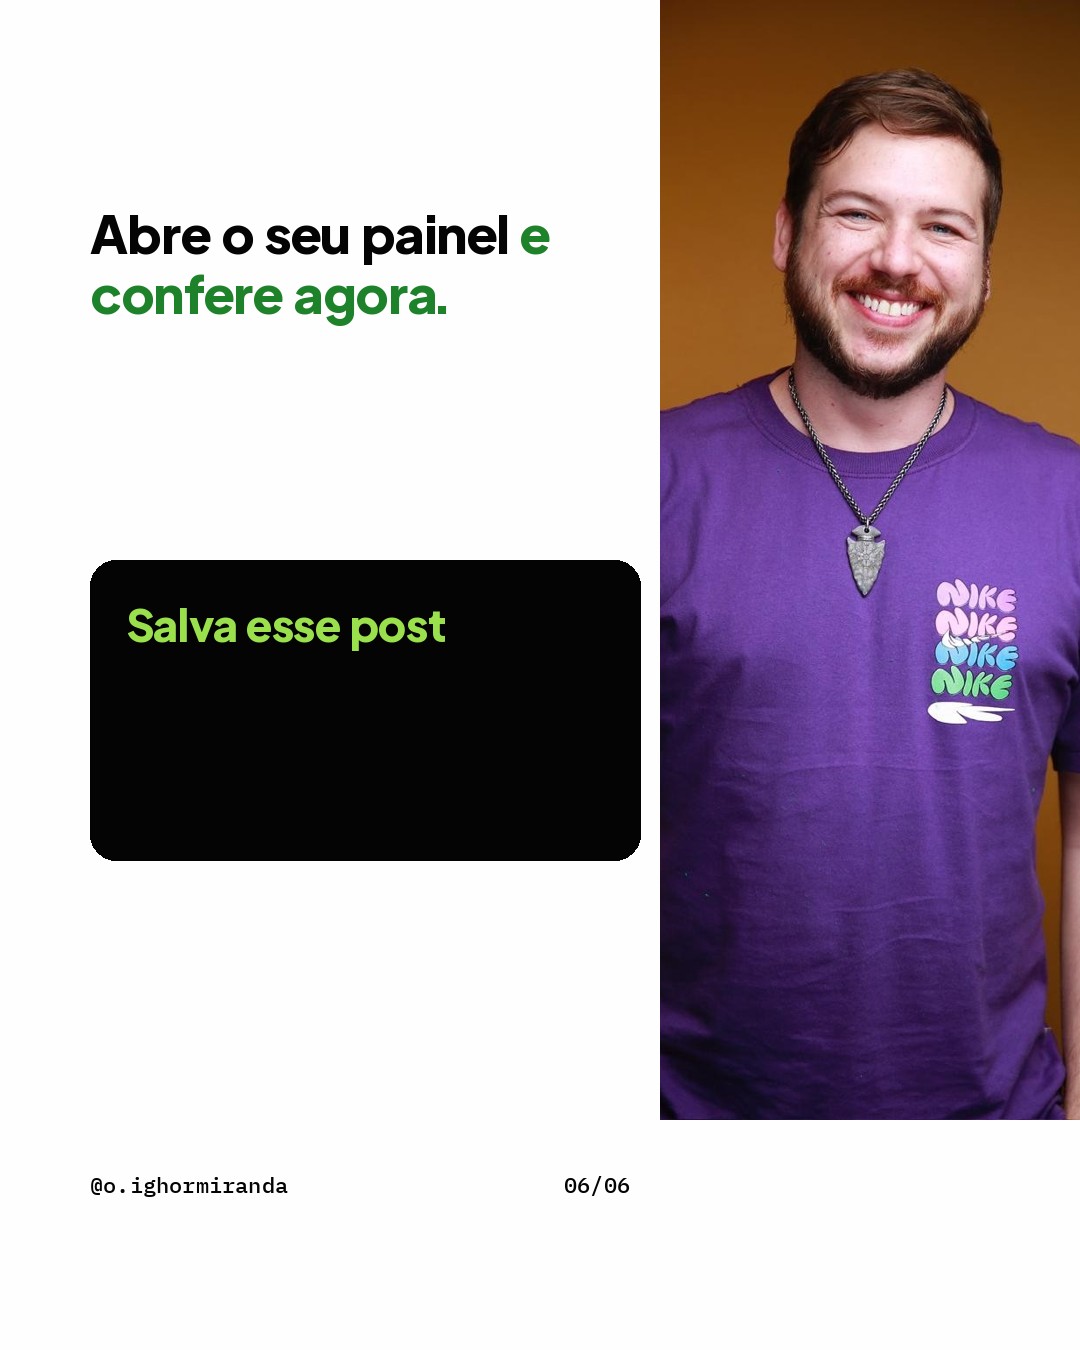 Abre o seu painel e
confere agora.
Salva esse post
NIKE
NIKE
NIKE
NIKE
@o.ighormiranda
06/06